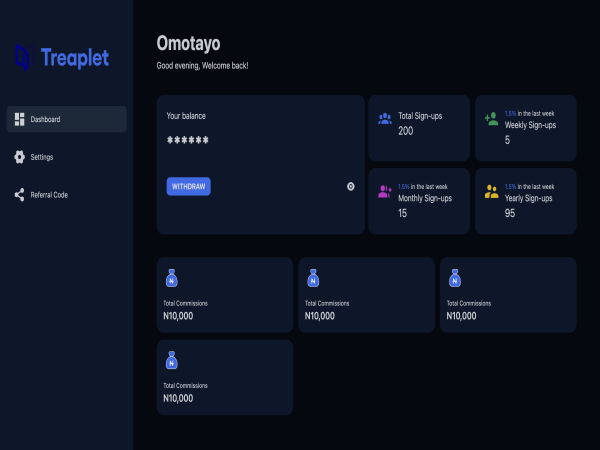 Treaplet
Dashboard
Settings
Referral Code
Omotayo
Good evening, Welcome back!
Your balance
******
WITHDRAW
Total Sign-ups
200
1.5% in the last week
Weekly Sign-ups
5
1.5% in the last week
Monthly Sign-ups
15
1.5% in the last week
Yearly Sign-ups
95
N
Total Commissions
N10,000
N
Total Commissions
N10,000
N
Total Commissions
N10,000
N
Total Commissions
N10,000